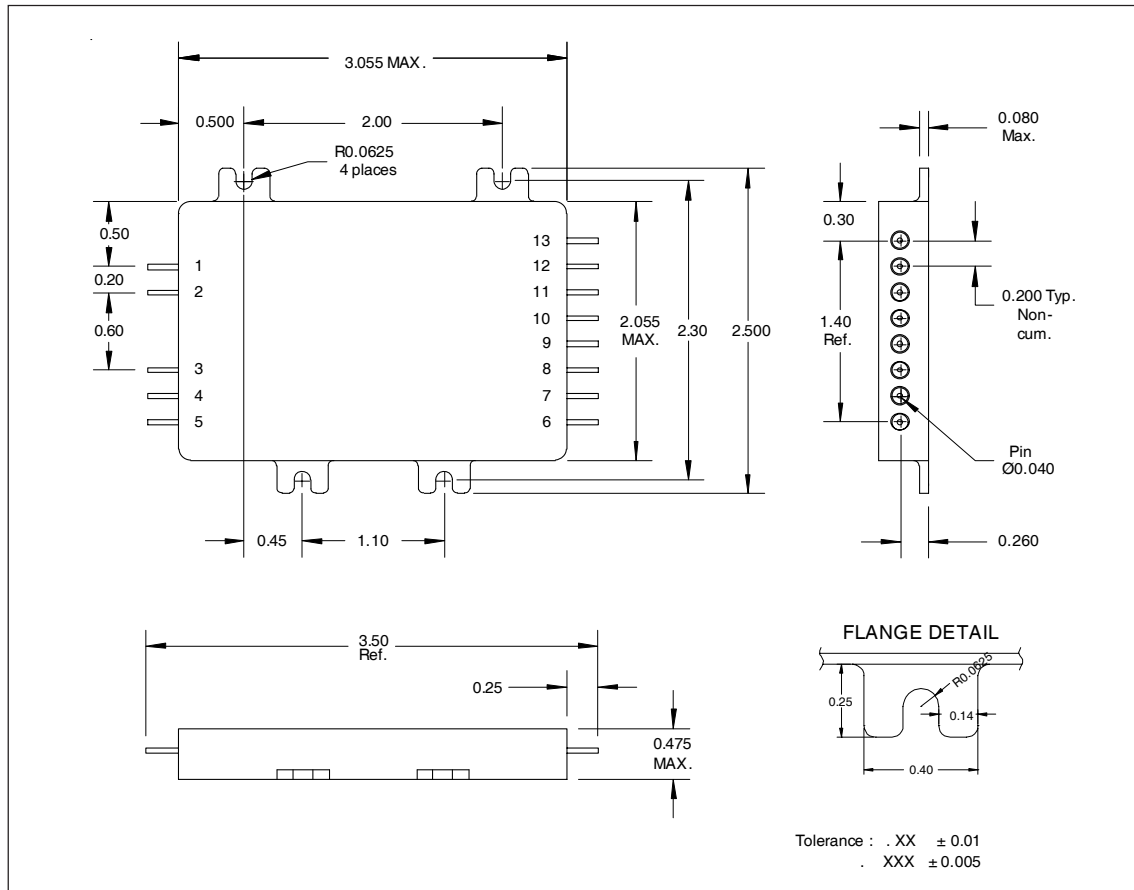 3.055 MAX.
0.500
2.00
0.080
Max.
R0.0625
4 places
0.50
0.30
13
1
12
0.20
2
11
0.200 Typ.
Non-
cum.
10
2.055
MAX.
2.30
2.500
1.40
Ref.
0.60
9
3
8
4
7
5
6
Pin
Ø0.040
0.45
1.10
0.260
3.50
Ref.
0.25
0.475
MAX.
FLANGE DETAIL
R0.0625
0.25
0.14
0.40
Tolerance : . XX ± 0.01
. XXX ± 0.005